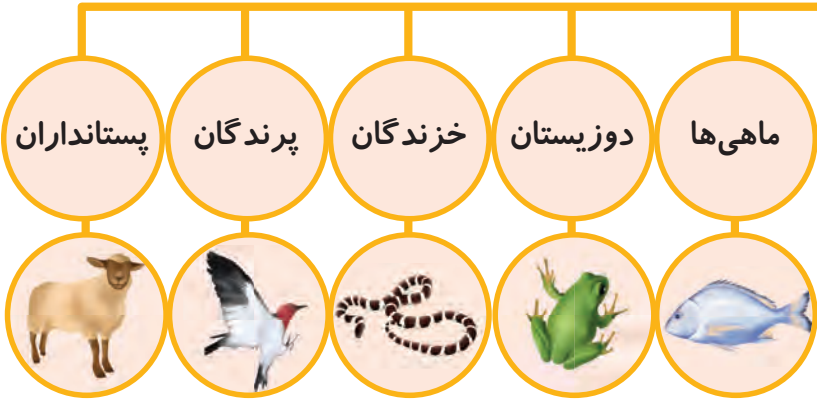 ماهی‌ها
دوزیستان
خزندگان
پرندگان
پستانداران